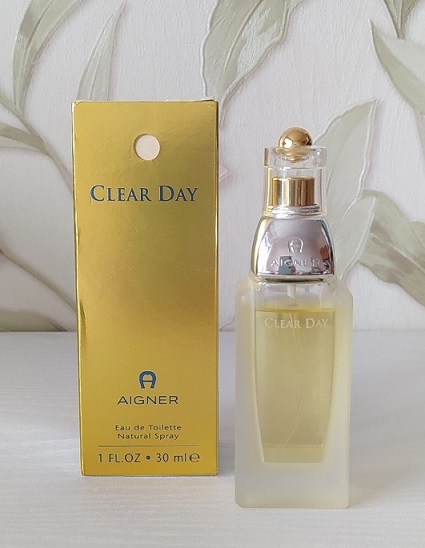 CLEAR DAY
AIGNER
Eau de Toilette
Natural Spray
1 FL.OZ • 30 ml ℮
AIGNER
CLEAR DAY